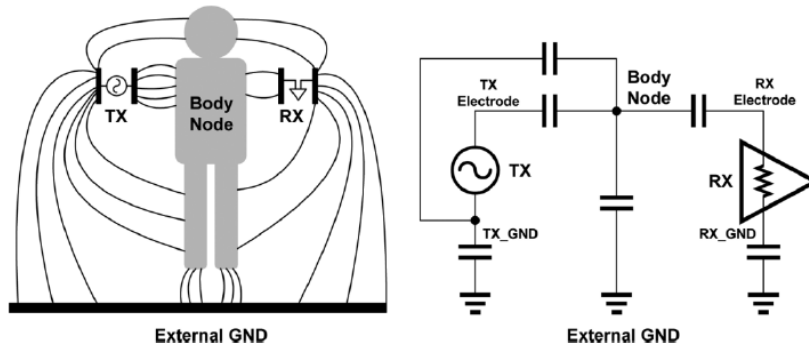 TX
Body
Node
RX
External GND
TX
Electrode
Body
Node
RX
Electrode
TX
RX
TX_GND
RX_GND
External GND